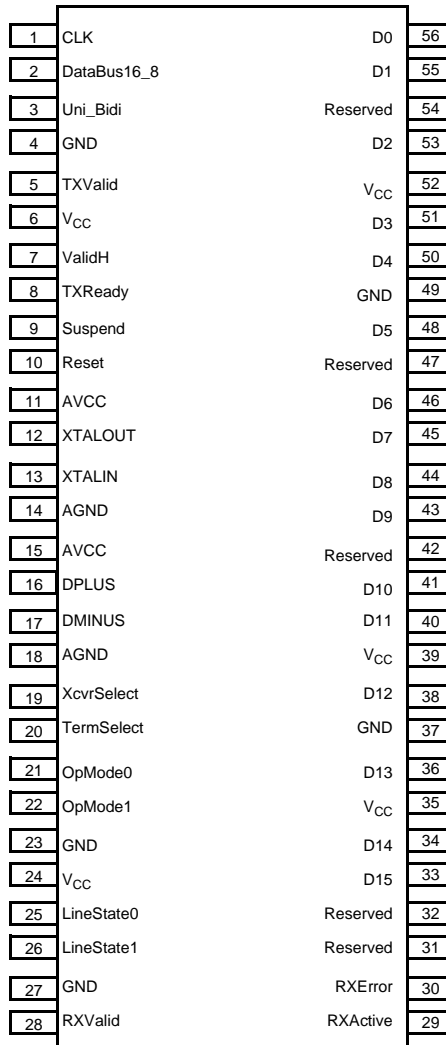 1 CLK D0 56
2 DataBus16_8 D1 55
3 Uni_Bidi Reserved 54
4 GND D2 53
5 TXValid VCC 52
6 VCC D3 51
7 ValidH D4 50
8 TXReady GND 49
9 Suspend D5 48
10 Reset Reserved 47
11 AVCC D6 46
12 XTALOUT D7 45
13 XTALIN D8 44
14 AGND D9 43
15 AVCC Reserved 42
16 DPLUS D10 41
17 DMINUS D11 40
18 AGND VCC 39
19 XcvrSelect D12 38
20 TermSelect GND 37
21 OpMode0 D13 36
22 OpMode1 VCC 35
23 GND D14 34
24 VCC D15 33
25 LineState0 Reserved 32
26 LineState1 Reserved 31
27 GND RXError 30
28 RXValid RXActive 29